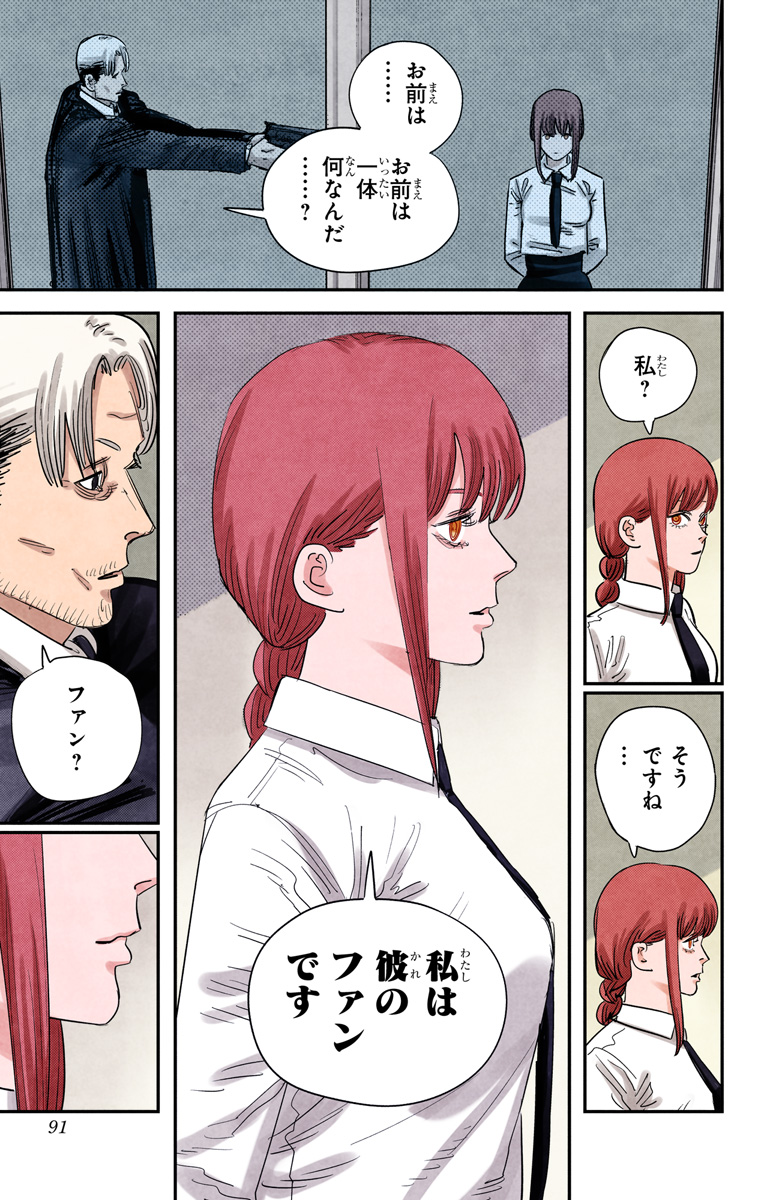 お前は
……
お前は
一体
何なんだ
……?
私?
そう
ですね
…
私は
彼の
ファン
です
ファン?
91